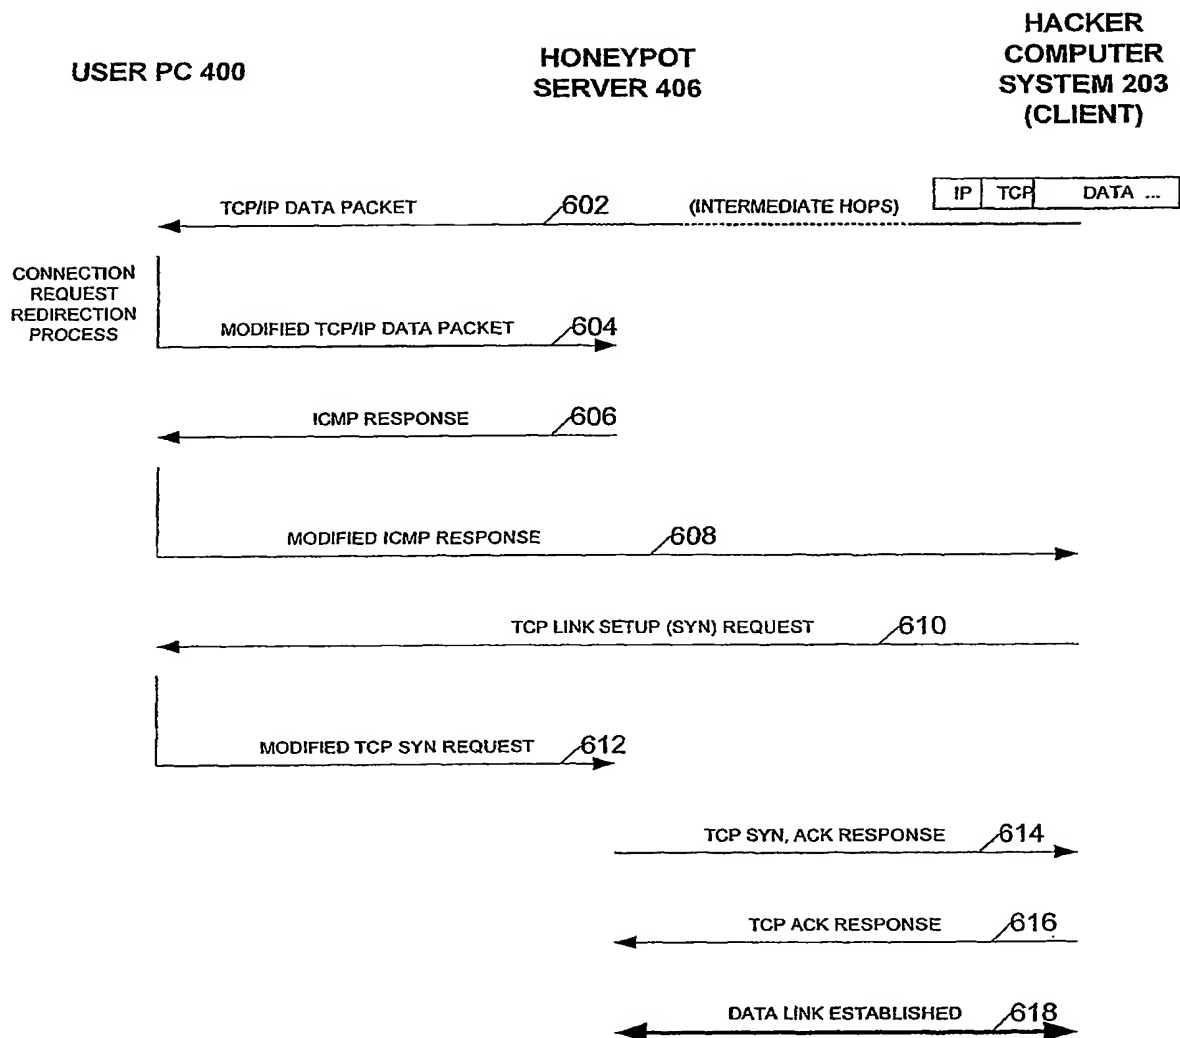 USER PC 400
HONEYPOT
SERVER 406
HACKER
COMPUTER
SYSTEM 203
(CLIENT)
IP TCP DATA ...
TCP/IP DATA PACKET 602 (INTERMEDIATE HOPS)
CONNECTION
REQUEST
REDIRECTION
PROCESS
MODIFIED TCP/IP DATA PACKET 604
ICMP RESPONSE 606
MODIFIED ICMP RESPONSE 608
TCP LINK SETUP (SYN) REQUEST 610
MODIFIED TCP SYN REQUEST 612
TCP SYN, ACK RESPONSE 614
TCP ACK RESPONSE 616
DATA LINK ESTABLISHED 618